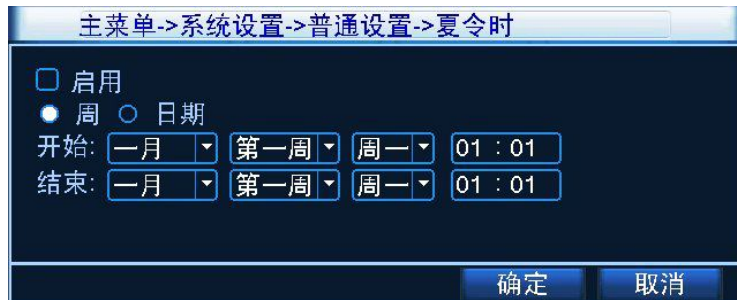 主菜单->系统设置->普通设置->夏令时
启用
周 日期
开始: 一月 第一周 周一 01 : 01
结束: 一月 第一周 周一 01 : 01
确定 取消